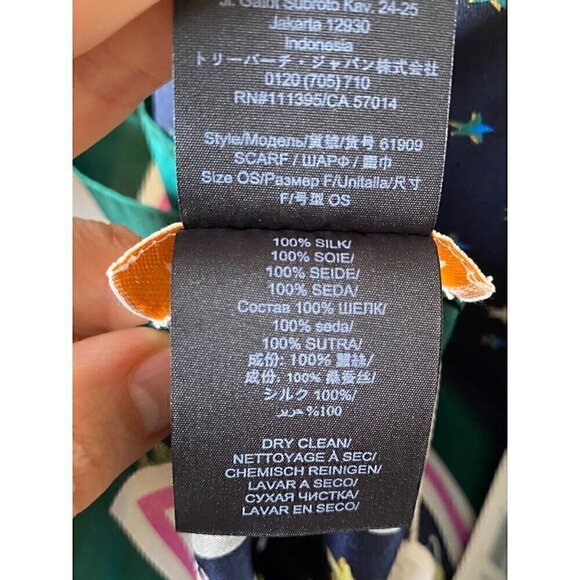 Jl. Gatot Subroto Kav. 24-25
Jakarta 12930
Indonesia
トリーバーチ・ジャパン株式会社
0120 (705) 710
RN#111395/CA 57014
Style/Модель/貨號/货号 61909
SCARF / ШАРФ / 圍巾
Size OS/Размер F/Unitalla/尺寸
F/号型 OS
100% SILK/
100% SOIE/
100% SEIDE/
100% SEDA/
Состав 100% ШЕЛК/
100% seda/
100% SUTRA/
成份: 100% 蠶絲/
成份: 100% 桑蚕丝/
シルク 100%/
100% حرير
DRY CLEAN/
NETTOYAGE À SEC/
CHEMISCH REINIGEN/
LAVAR A SECO/
СУХАЯ ЧИСТКА/
LAVAR EN SECO/